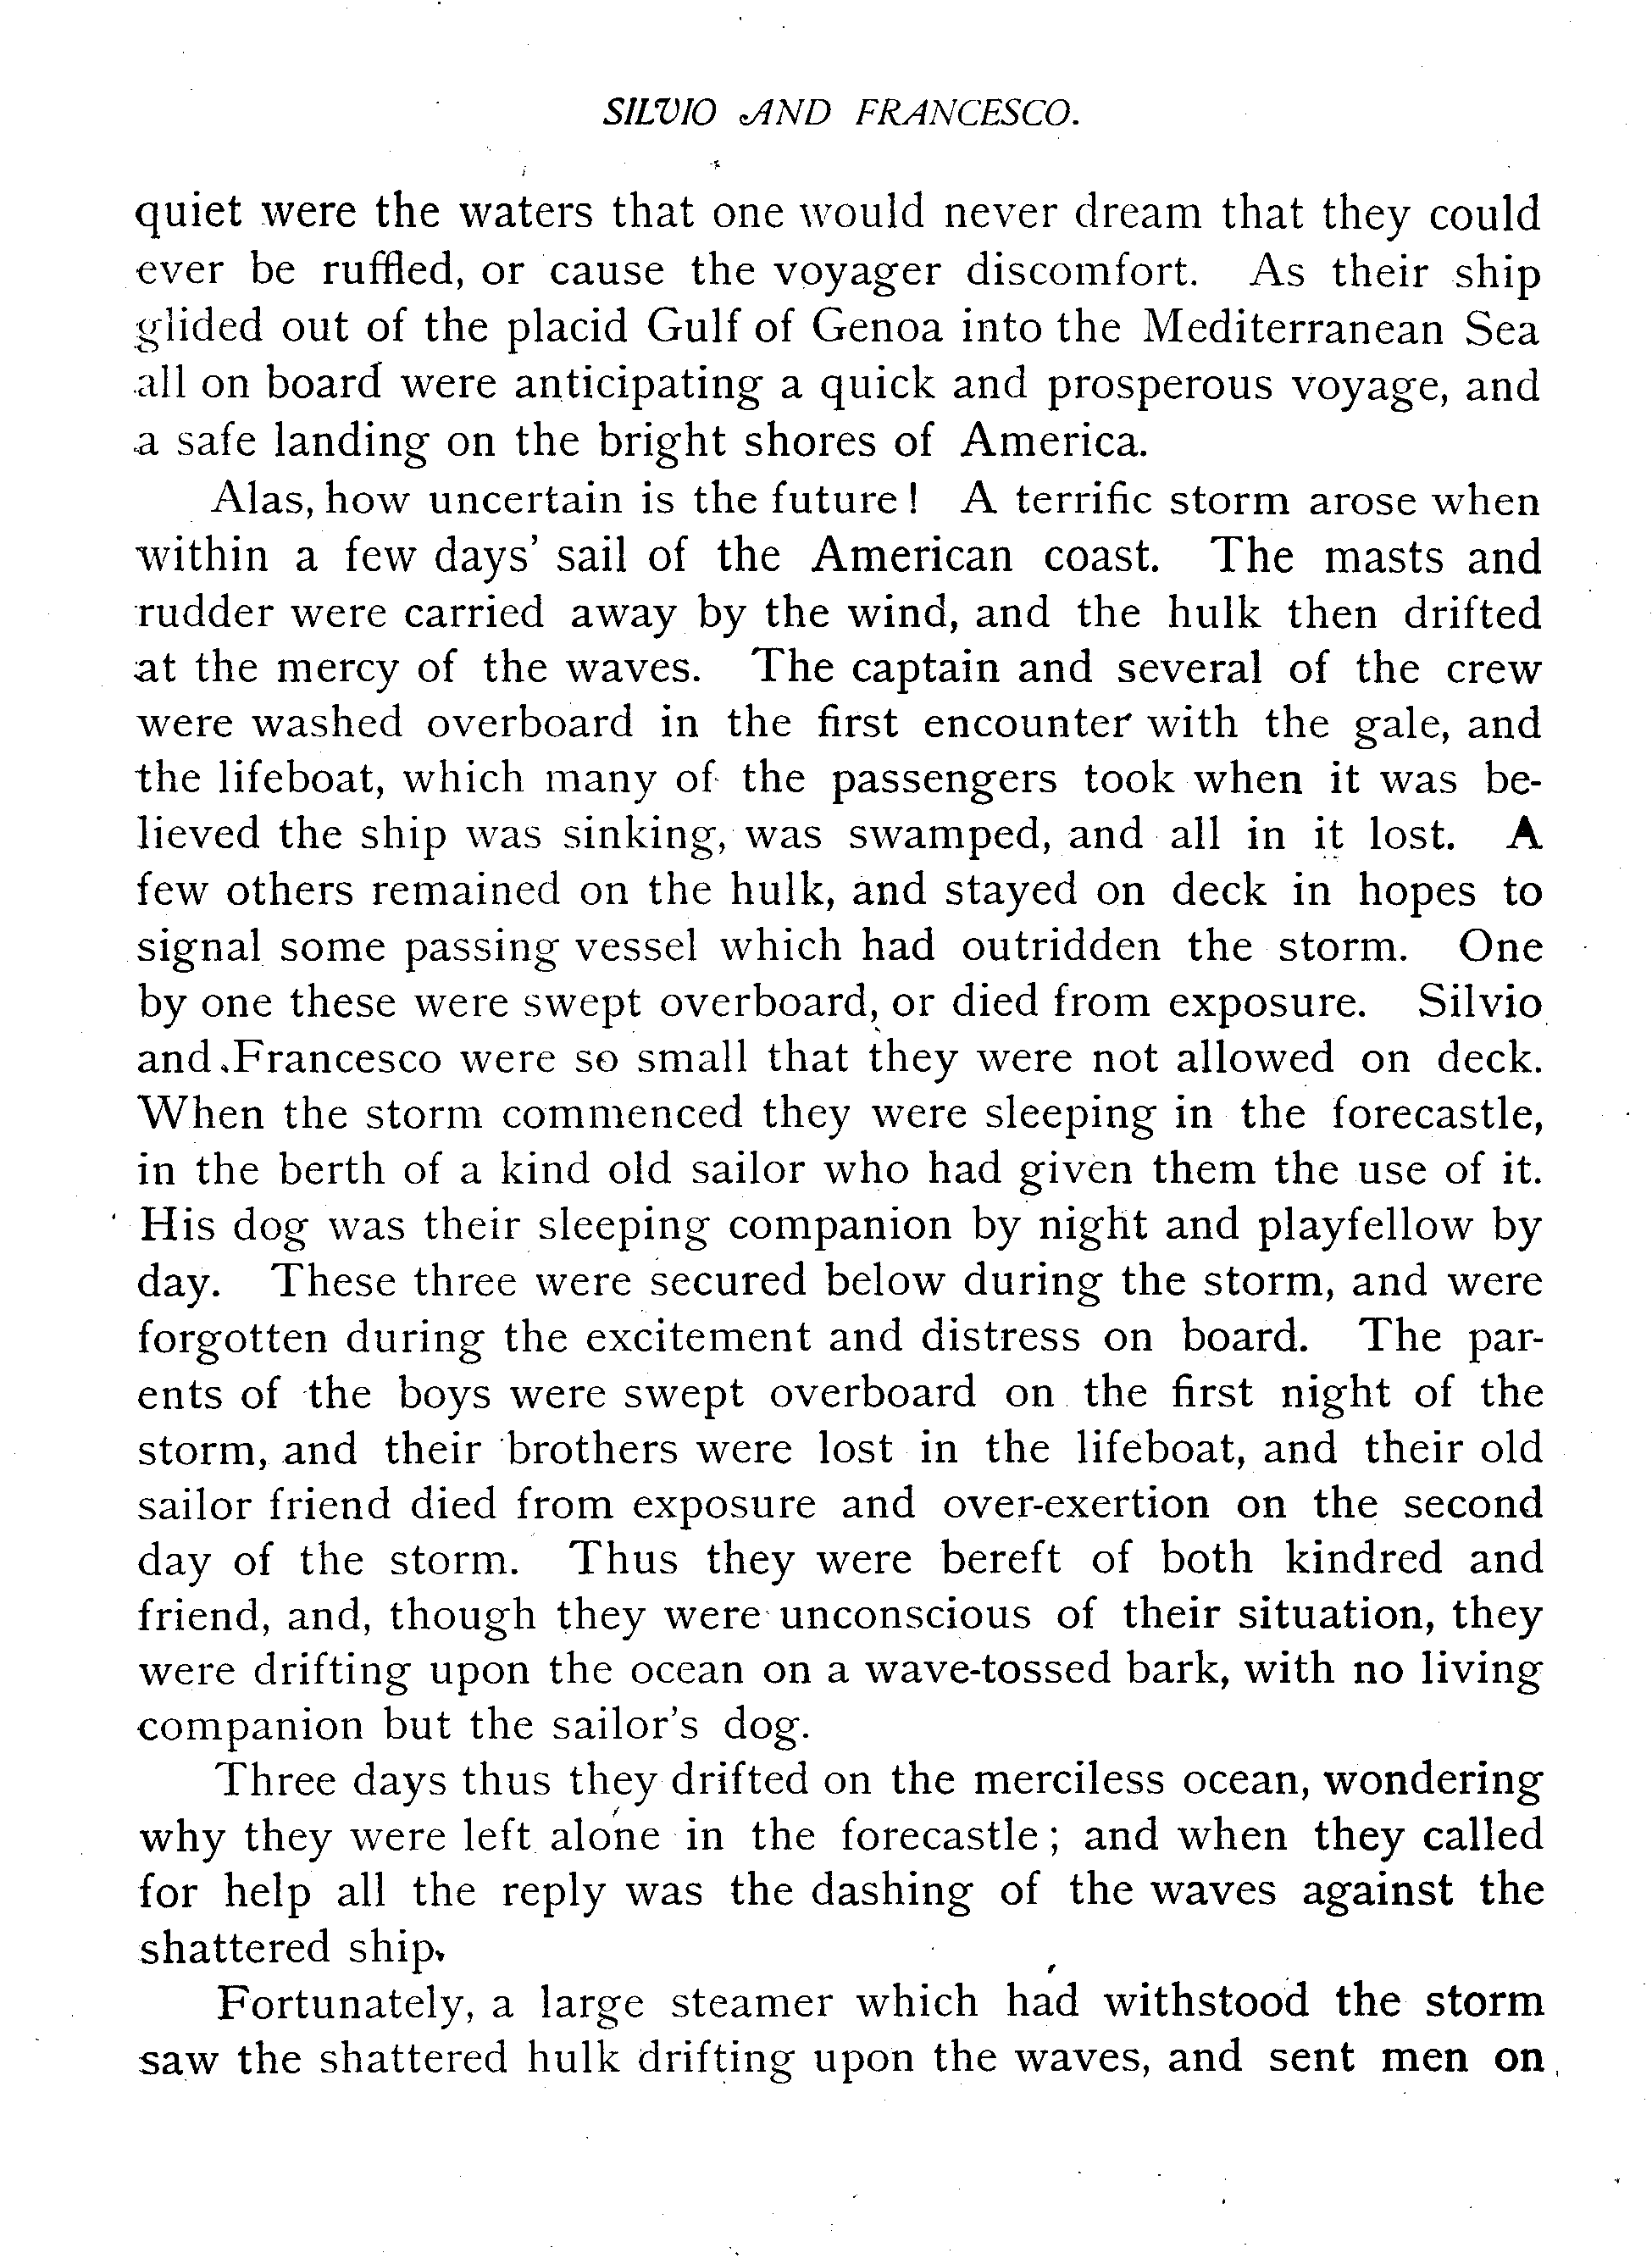 SILVIO AND FRANCESCO.
quiet were the waters that one would never dream that they could
ever be ruffled, or cause the voyager discomfort. As their ship
glided out of the placid Gulf of Genoa into the Mediterranean Sea
all on board were anticipating a quick and prosperous voyage, and
a safe landing on the bright shores of America.
Alas, how uncertain is the future! A terrific storm arose when
within a few days' sail of the American coast. The masts and
rudder were carried away by the wind, and the hulk then drifted
at the mercy of the waves. The captain and several of the crew
were washed overboard in the first encounter with the gale, and
the lifeboat, which many of the passengers took when it was be-
lieved the ship was sinking, was swamped, and all in it lost. A
few others remained on the hulk, and stayed on deck in hopes to
signal some passing vessel which had outridden the storm. One
by one these were swept overboard, or died from exposure. Silvio
and Francesco were so small that they were not allowed on deck.
When the storm commenced they were sleeping in the forecastle,
in the berth of a kind old sailor who had given them the use of it.
His dog was their sleeping companion by night and playfellow by
day. These three were secured below during the storm, and were
forgotten during the excitement and distress on board. The par-
ents of the boys were swept overboard on the first night of the
storm, and their brothers were lost in the lifeboat, and their old
sailor friend died from exposure and over-exertion on the second
day of the storm. Thus they were bereft of both kindred and
friend, and, though they were unconscious of their situation, they
were drifting upon the ocean on a wave-tossed bark, with no living
companion but the sailor's dog.
Three days thus they drifted on the merciless ocean, wondering
why they were left alone in the forecastle; and when they called
for help all the reply was the dashing of the waves against the
shattered ship.
Fortunately, a large steamer which had withstood the storm
saw the shattered hulk drifting upon the waves, and sent men on